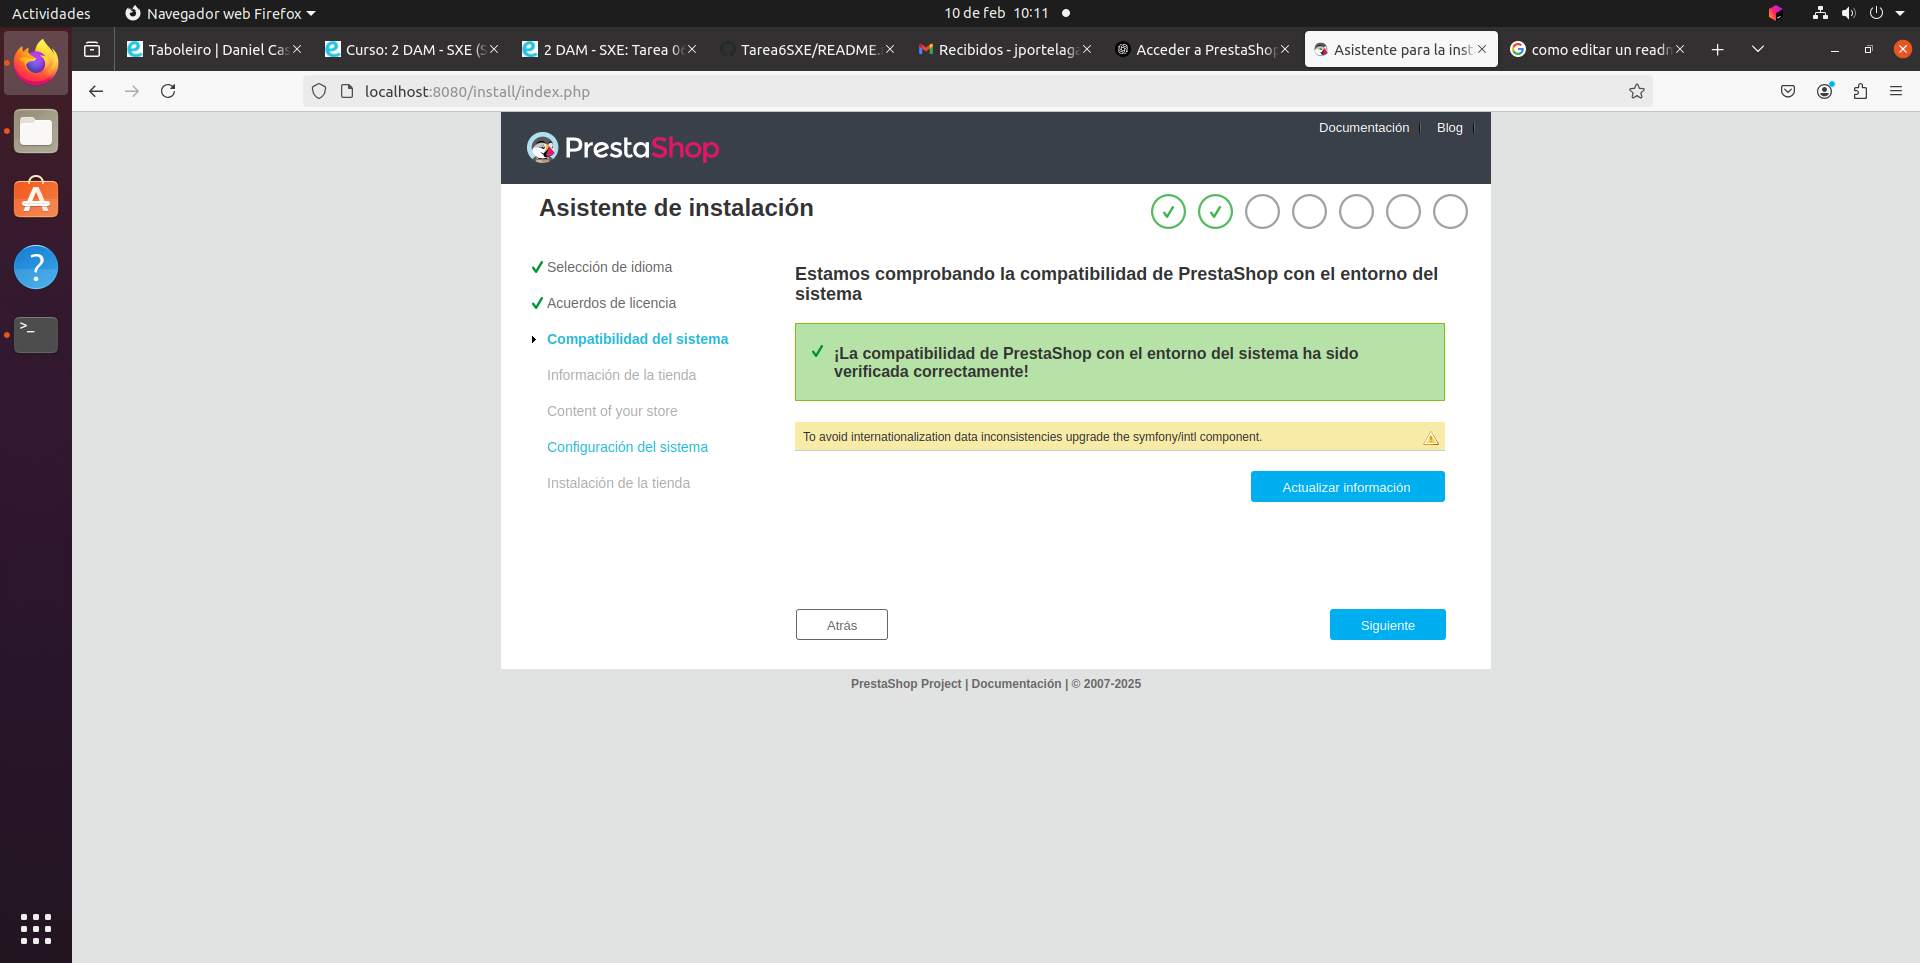 Actividades
Navegador web Firefox
10 de feb 10:11
Taboleiro | Daniel Cas
Curso: 2 DAM - SXE (S
2 DAM - SXE: Tarea 06
Tarea6SXE/README.
Recibidos - jportelaga
Acceder a PrestaShop
Asistente para la inst
como editar un readm
localhost:8080/install/index.php
Documentación
Blog
PrestaShop
Asistente de instalación
Selección de idioma
Acuerdos de licencia
Compatibilidad del sistema
Información de la tienda
Content of your store
Configuración del sistema
Instalación de la tienda
Estamos comprobando la compatibilidad de PrestaShop con el entorno del
sistema
¡La compatibilidad de PrestaShop con el entorno del sistema ha sido
verificada correctamente!
To avoid internationalization data inconsistencies upgrade the symfony/intl component.
Actualizar información
Atrás
Siguiente
PrestaShop Project | Documentación | © 2007-2025